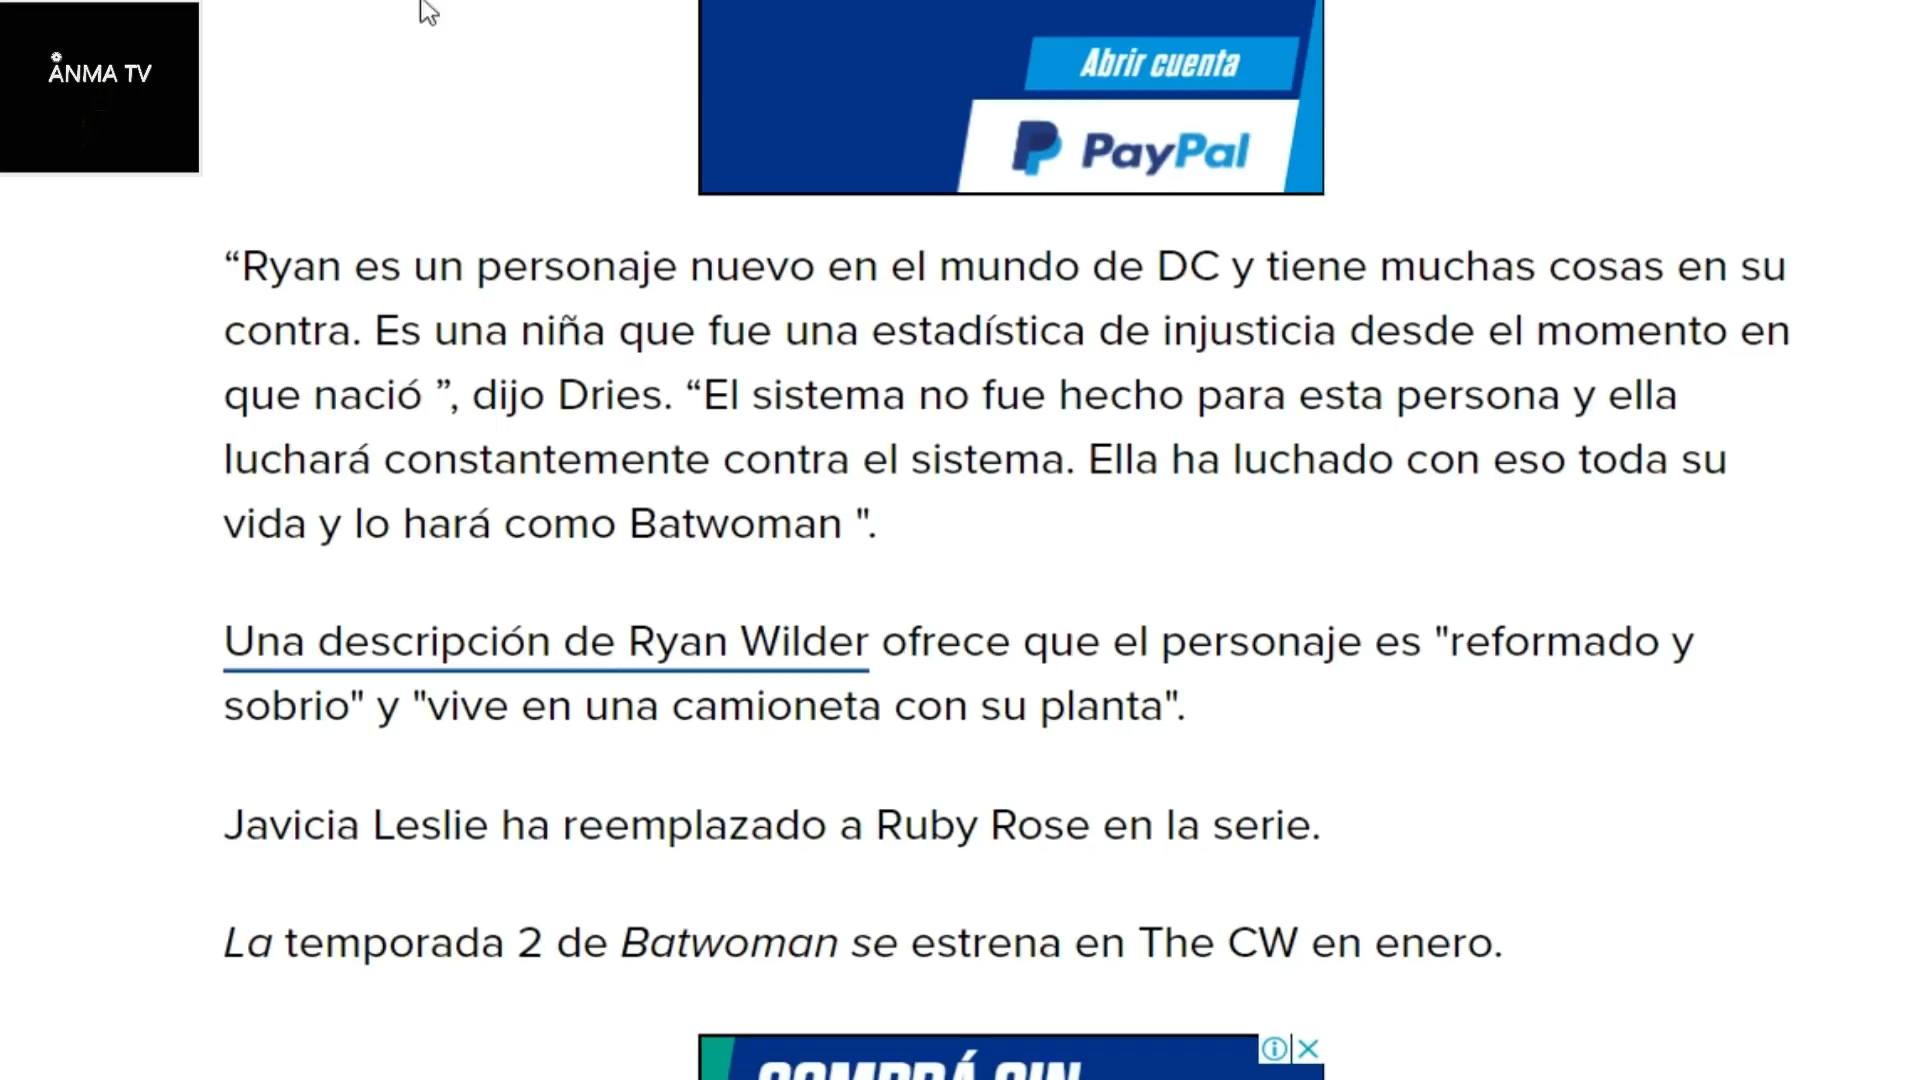 ANMA TV
Abrir cuenta
PayPal
“Ryan es un personaje nuevo en el mundo de DC y tiene muchas cosas en su
contra. Es una niña que fue una estadística de injusticia desde el momento en
que nació ”, dijo Dries. “El sistema no fue hecho para esta persona y ella
luchará constantemente contra el sistema. Ella ha luchado con eso toda su
vida y lo hará como Batwoman ".
Una descripción de Ryan Wilder ofrece que el personaje es "reformado y
sobrio" y "vive en una camioneta con su planta".
Javicia Leslie ha reemplazado a Ruby Rose en la serie.
La temporada 2 de Batwoman se estrena en The CW en enero.
COMPRÁ SIN